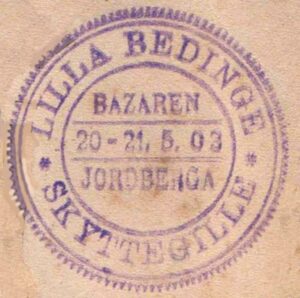 LILLA BEDINGE
BAZAREN
20-21. 5. 03
JORDBERGA
* SKYTTEGILLE *